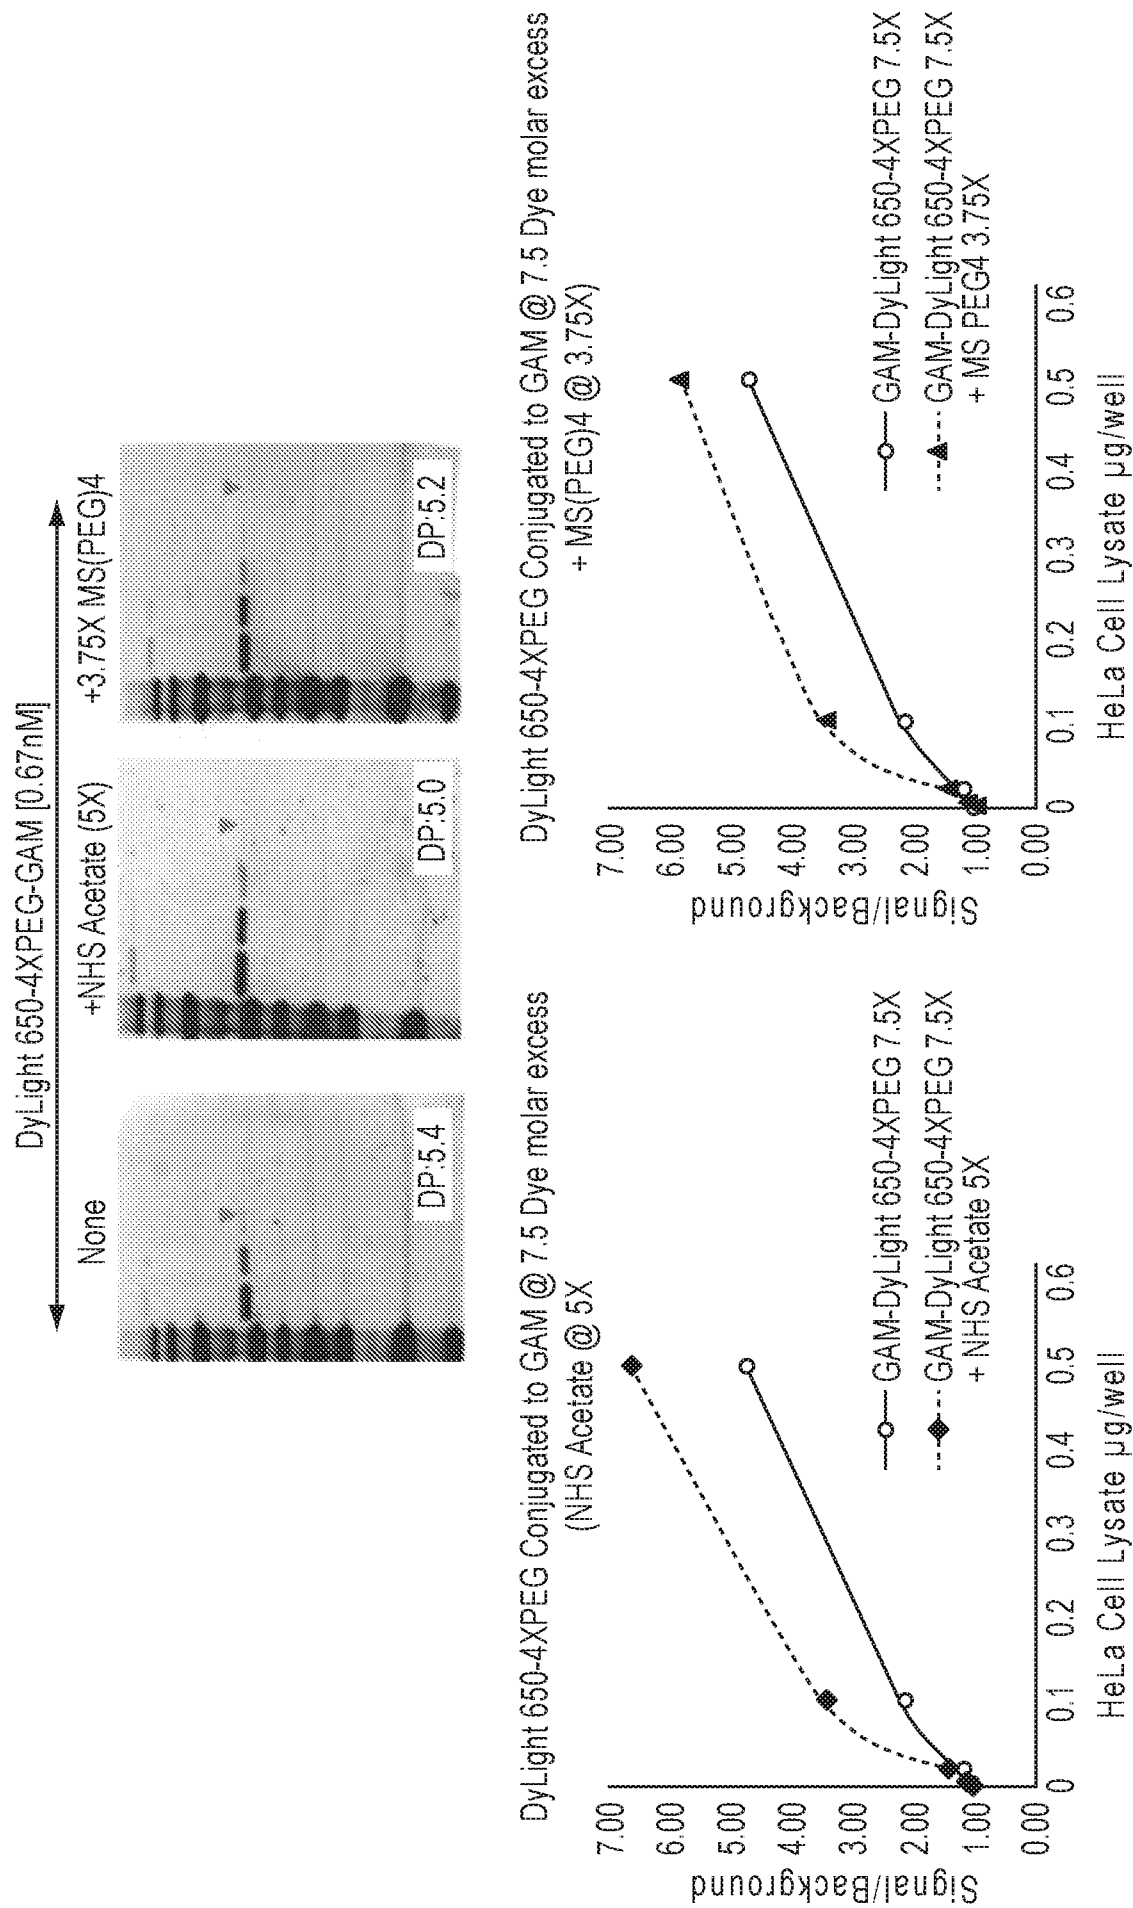 DyLight 650-4XPEG-GAM [0.67nM]
None
+NHS Acetate (5X)
+3.75X MS(PEG)4
DP:5.4
DP:5.0
DP:5.2
DyLight 650-4XPEG Conjugated to GAM @ 7.5 Dye molar excess
(NHS Acetate @ 5X
Signal/Background
7.00
6.00
5.00
4.00
3.00
2.00
1.00
0.00
0
0.1
0.2
0.3
0.4
0.5
0.6
HeLa Cell Lysate µg/well
GAM-DyLight 650-4XPEG 7.5X
GAM-DyLight 650-4XPEG 7.5X
+ NHS Acetate 5X
DyLight 650-4XPEG Conjugated to GAM @ 7.5 Dye molar excess
+ MS(PEG)4 @ 3.75X)
Signal/Background
7.00
6.00
5.00
4.00
3.00
2.00
1.00
0.00
0
0.1
0.2
0.3
0.4
0.5
0.6
HeLa Cell Lysate µg/well
GAM-DyLight 650-4XPEG 7.5X
GAM-DyLight 650-4XPEG 7.5X
+ MS PEG4 3.75X